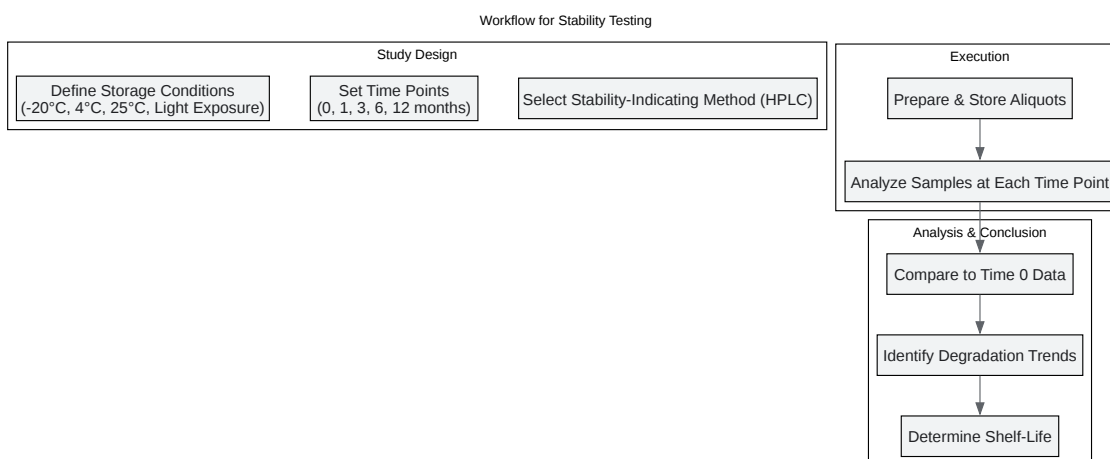 Workflow for Stability Testing
Study Design
Define Storage Conditions
(-20°C, 4°C, 25°C, Light Exposure)
Set Time Points
(0, 1, 3, 6, 12 months)
Select Stability-Indicating Method (HPLC)
Execution
Prepare & Store Aliquots
Analyze Samples at Each Time Point
Analysis & Conclusion
Compare to Time 0 Data
Identify Degradation Trends
Determine Shelf-Life